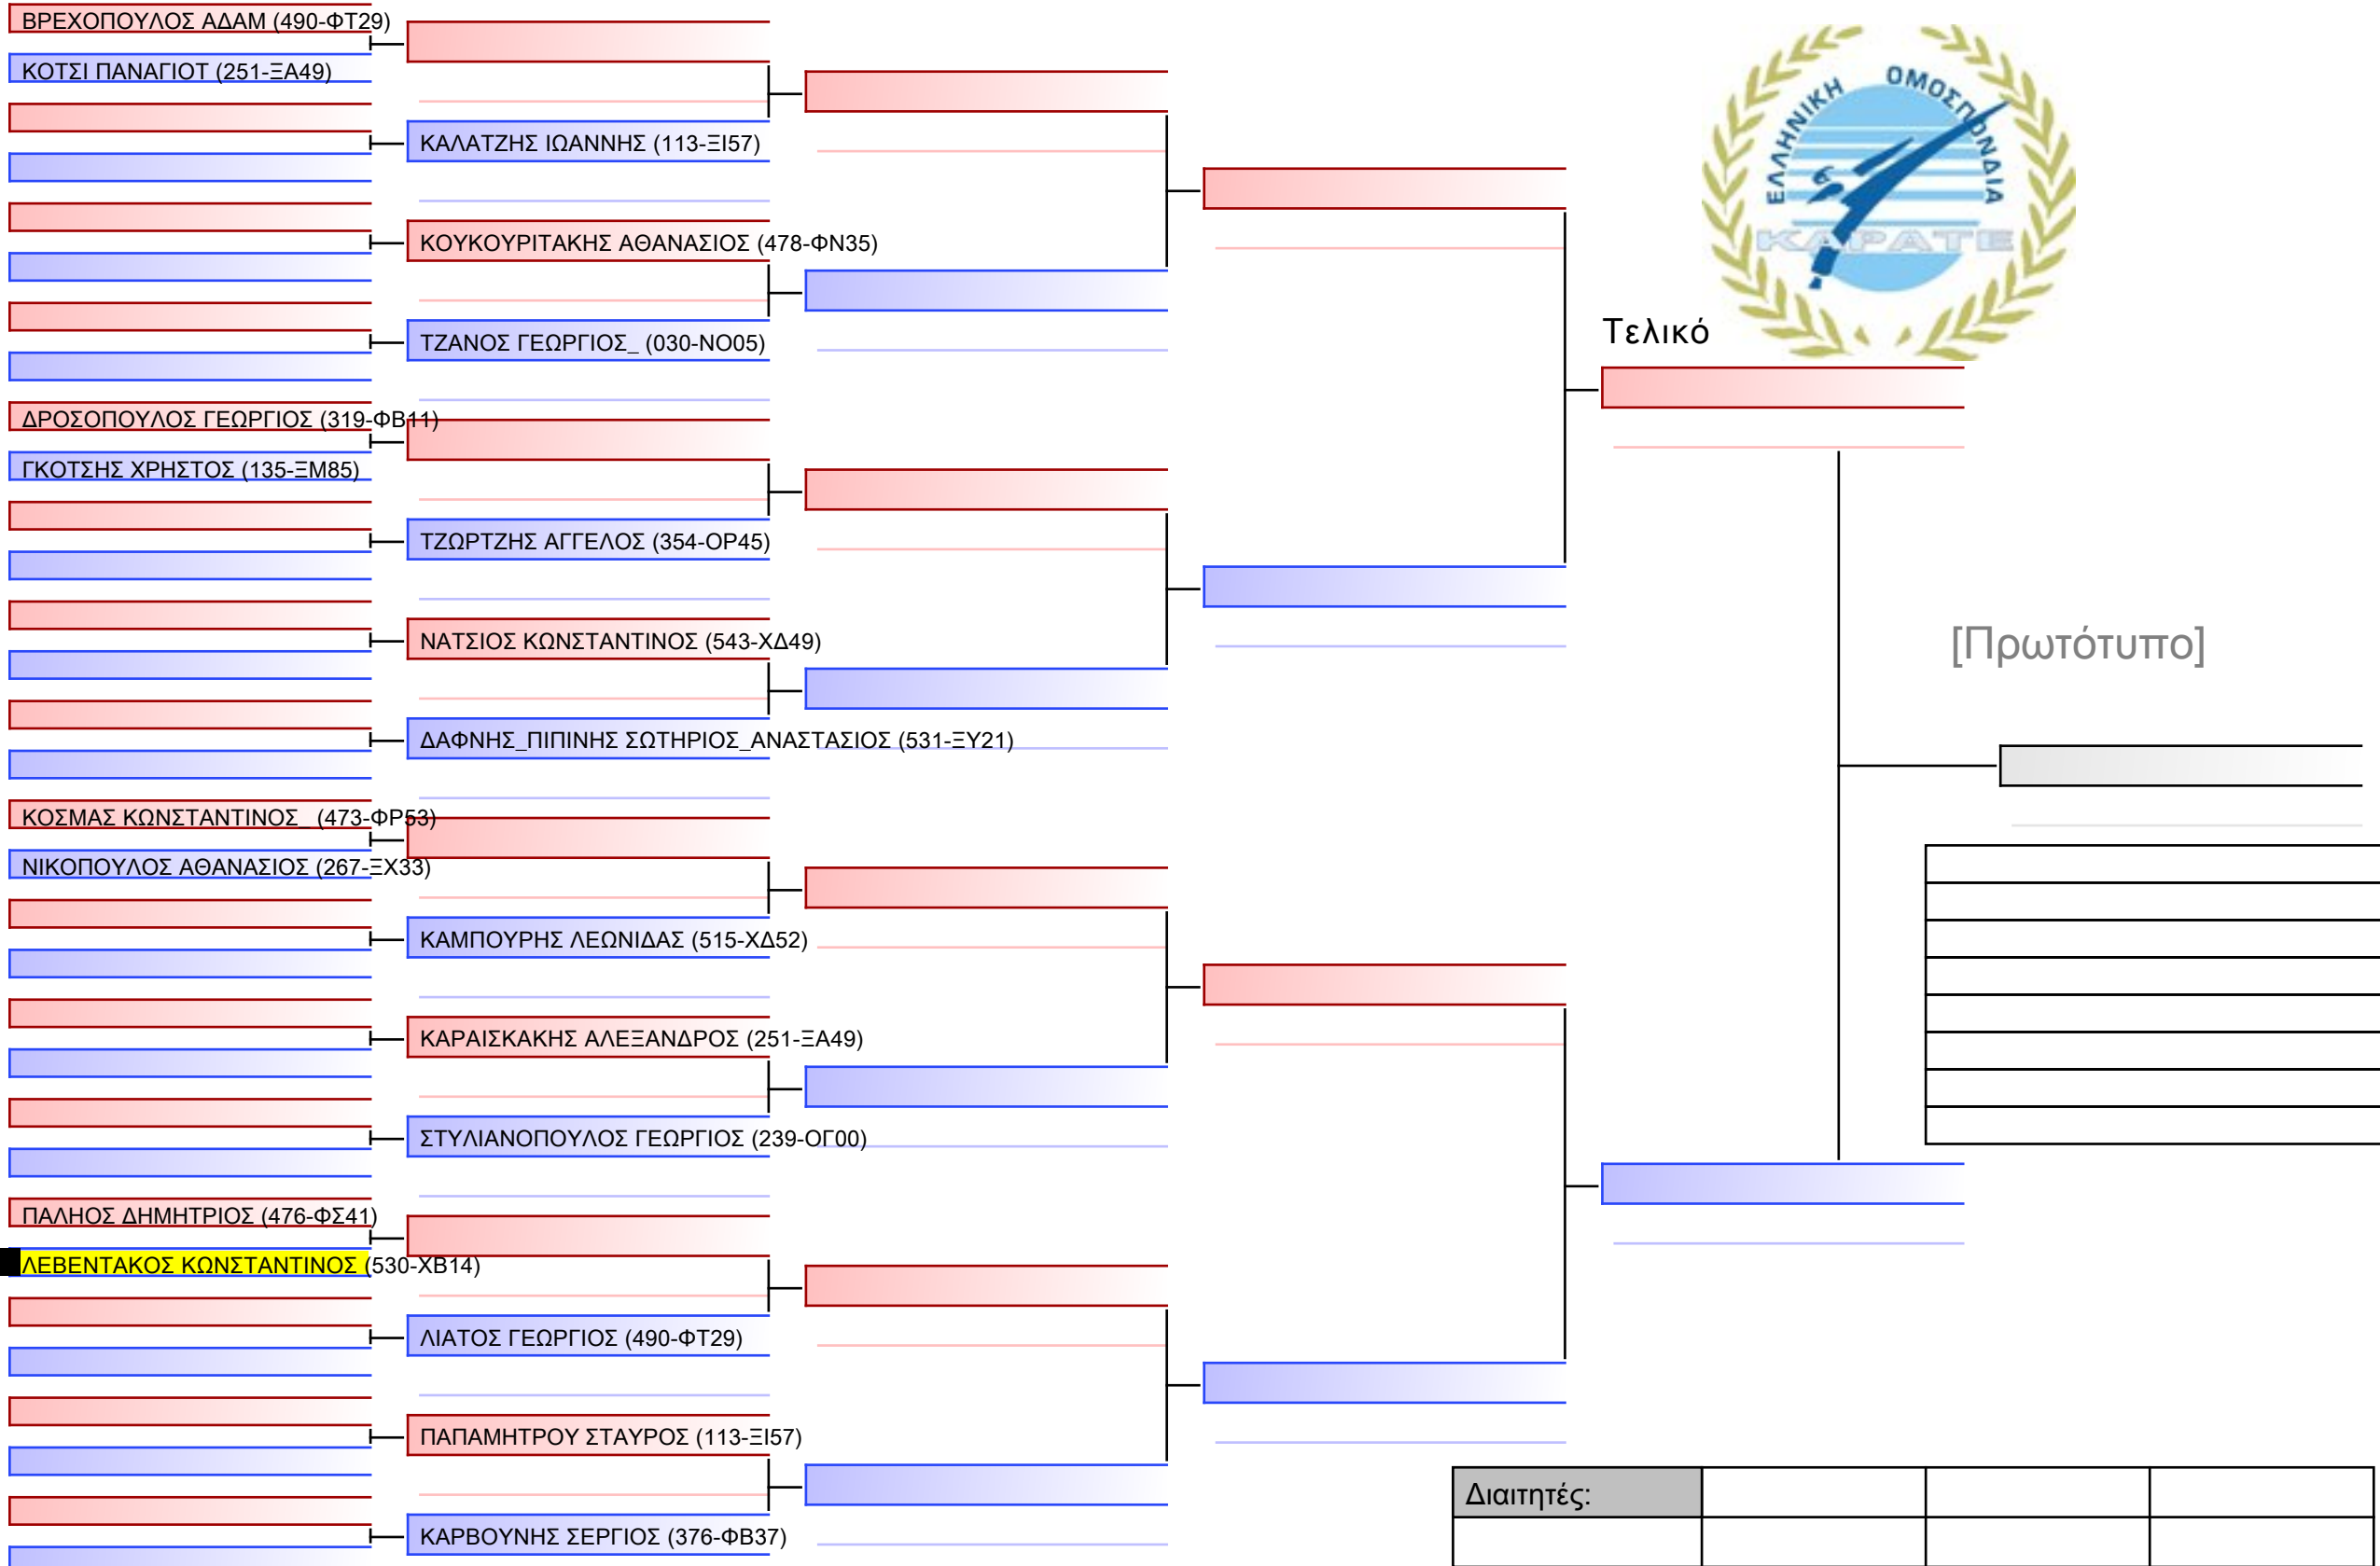 ΒΡΕΧΟΠΟΥΛΟΣ ΑΔΑΜ (490-ΦΤ29)
ΚΟΤΣΙ ΠΑΝΑΓΙΟΤ (251-ΞΑ49)
ΚΑΛΑΤΖΗΣ ΙΩΑΝΝΗΣ (113-ΞΙ57)
ΚΟΥΚΟΥΡΙΤΑΚΗΣ ΑΘΑΝΑΣΙΟΣ (478-ΦΝ35)
ΤΖΑΝΟΣ ΓΕΩΡΓΙΟΣ_ (030-ΝΟ05)
ΔΡΟΣΟΠΟΥΛΟΣ ΓΕΩΡΓΙΟΣ (319-ΦΒ11)
ΓΚΟΤΣΗΣ ΧΡΗΣΤΟΣ (135-ΞΜ85)
ΤΖΩΡΤΖΗΣ ΑΓΓΕΛΟΣ (354-ΟΡ45)
ΝΑΤΣΙΟΣ ΚΩΝΣΤΑΝΤΙΝΟΣ (543-ΧΔ49)
ΔΑΦΝΗΣ_ΠΙΠΙΝΗΣ ΣΩΤΗΡΙΟΣ_ΑΝΑΣΤΑΣΙΟΣ (531-ΞΥ21)
ΚΟΣΜΑΣ ΚΩΝΣΤΑΝΤΙΝΟΣ_ (473-ΦΡ53)
ΝΙΚΟΠΟΥΛΟΣ ΑΘΑΝΑΣΙΟΣ (267-ΞΧ33)
ΚΑΜΠΟΥΡΗΣ ΛΕΩΝΙΔΑΣ (515-ΧΔ52)
ΚΑΡΑΙΣΚΑΚΗΣ ΑΛΕΞΑΝΔΡΟΣ (251-ΞΑ49)
ΣΤΥΛΙΑΝΟΠΟΥΛΟΣ ΓΕΩΡΓΙΟΣ (239-ΟΓ00)
ΠΑΛΗΟΣ ΔΗΜΗΤΡΙΟΣ (476-ΦΣ41)
ΛΕΒΕΝΤΑΚΟΣ ΚΩΝΣΤΑΝΤΙΝΟΣ (530-ΧΒ14)
ΛΙΑΤΟΣ ΓΕΩΡΓΙΟΣ (490-ΦΤ29)
ΠΑΠΑΜΗΤΡΟΥ ΣΤΑΥΡΟΣ (113-ΞΙ57)
ΚΑΡΒΟΥΝΗΣ ΣΕΡΓΙΟΣ (376-ΦΒ37)
ΕΛΛΗΝΙΚΗ ΟΜΟΣΠΟΝΔΙΑ
ΚΑΡΑΤΕ
Τελικό
[Πρωτότυπο]
Διαιτητές: